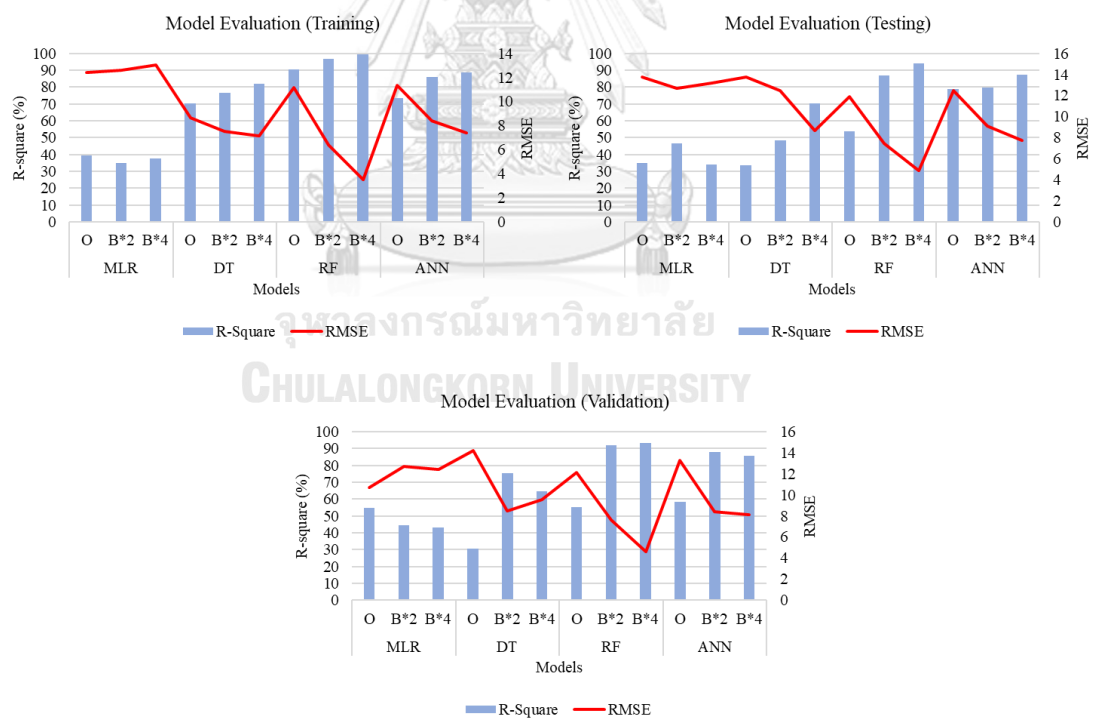 Model Evaluation (Training)
R-square (%)
100
90
80
70
60
50
40
30
20
10
0
14
12
10
8
6
4
2
0
RMSE
O B*2 B*4 O B*2 B*4 O B*2 B*4 O B*2 B*4
MLR DT RF ANN
Models
R-Square RMSE
Model Evaluation (Testing)
R-square (%)
100
90
80
70
60
50
40
30
20
10
0
16
14
12
10
8
6
4
2
0
RMSE
O B*2 B*4 O B*2 B*4 O B*2 B*4 O B*2 B*4
MLR DT RF ANN
Models
R-Square RMSE
จุฬาลงกรณ์มหาวิทยาลัย
CHULALONGKORN UNIVERSITY
Model Evaluation (Validation)
R-square (%)
100
90
80
70
60
50
40
30
20
10
0
16
14
12
10
8
6
4
2
0
RMSE
O B*2 B*4 O B*2 B*4 O B*2 B*4 O B*2 B*4
MLR DT RF ANN
Models
R-Square RMSE